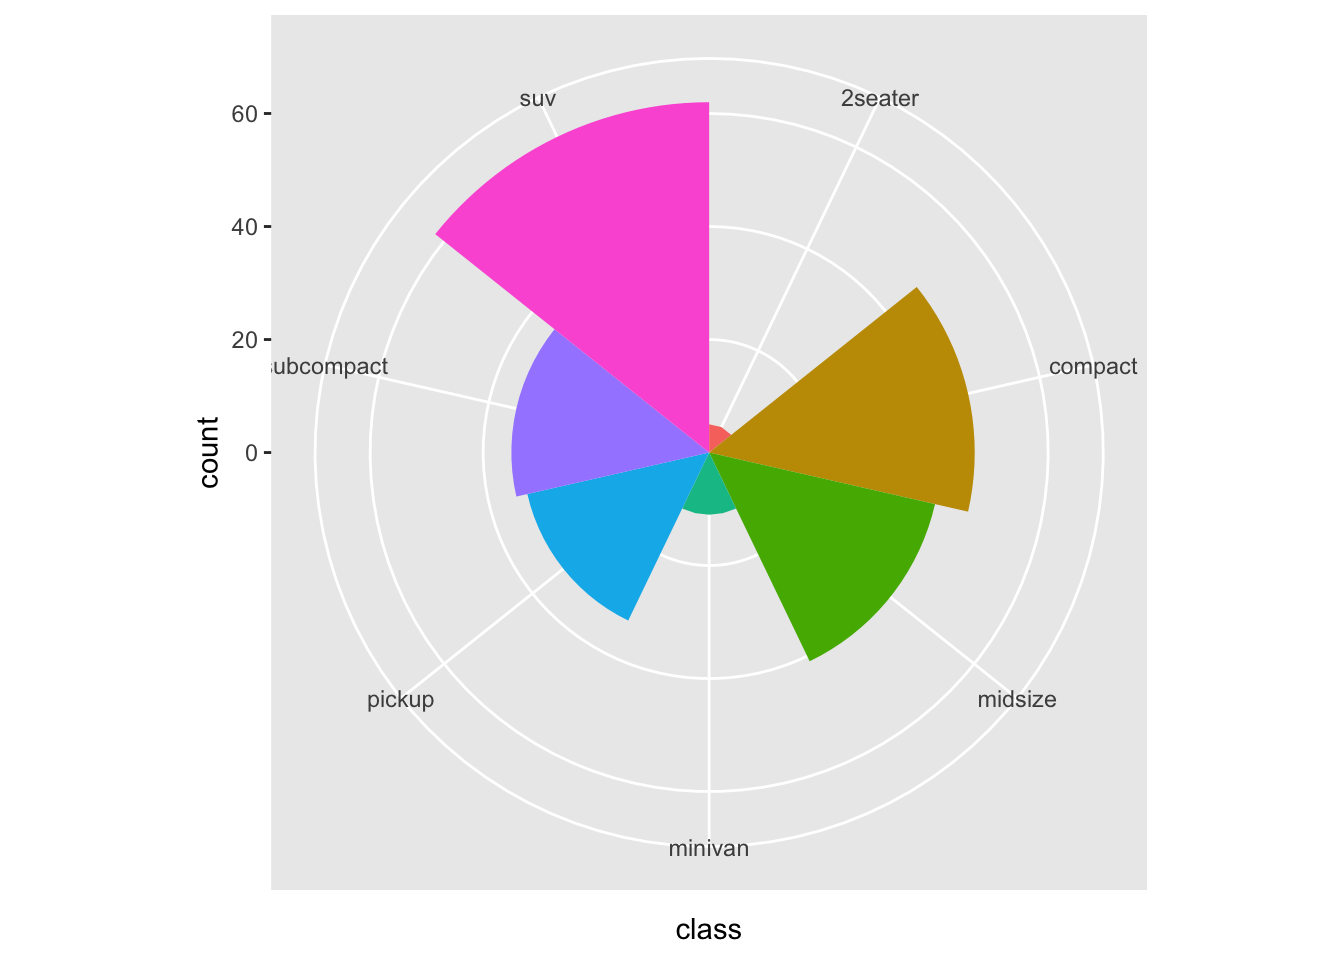 suv
2seater
60
40
20
subcompact
compact
count
0
pickup
midsize
minivan
class